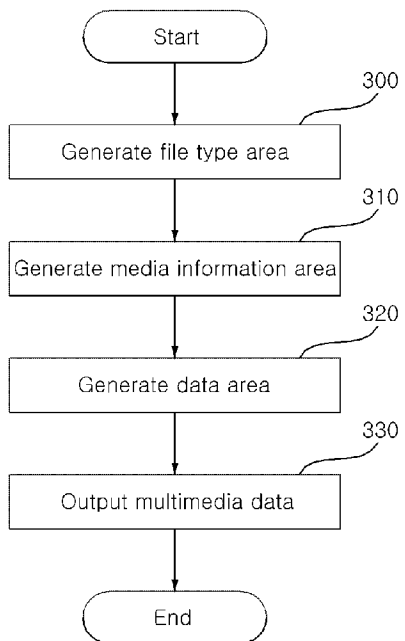 Start
300
Generate file type area
310
Generate media information area
320
Generate data area
330
Output multimedia data
End